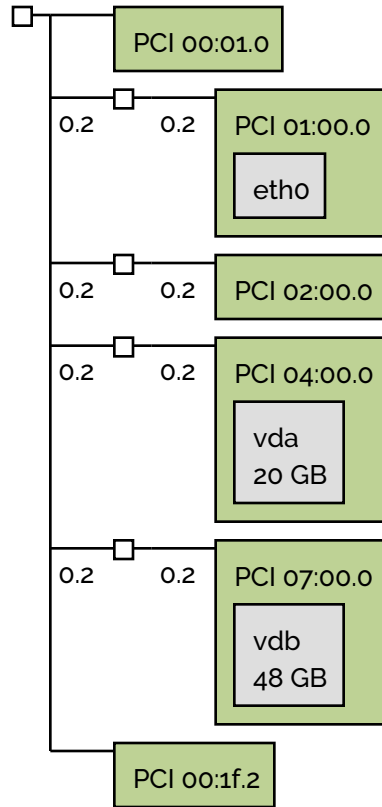 PCI 00:01.0
0.2 0.2 PCI 01:00.0
eth0
0.2 0.2 PCI 02:00.0
0.2 0.2 PCI 04:00.0
vda
20 GB
0.2 0.2 PCI 07:00.0
vdb
48 GB
PCI 00:1f.2